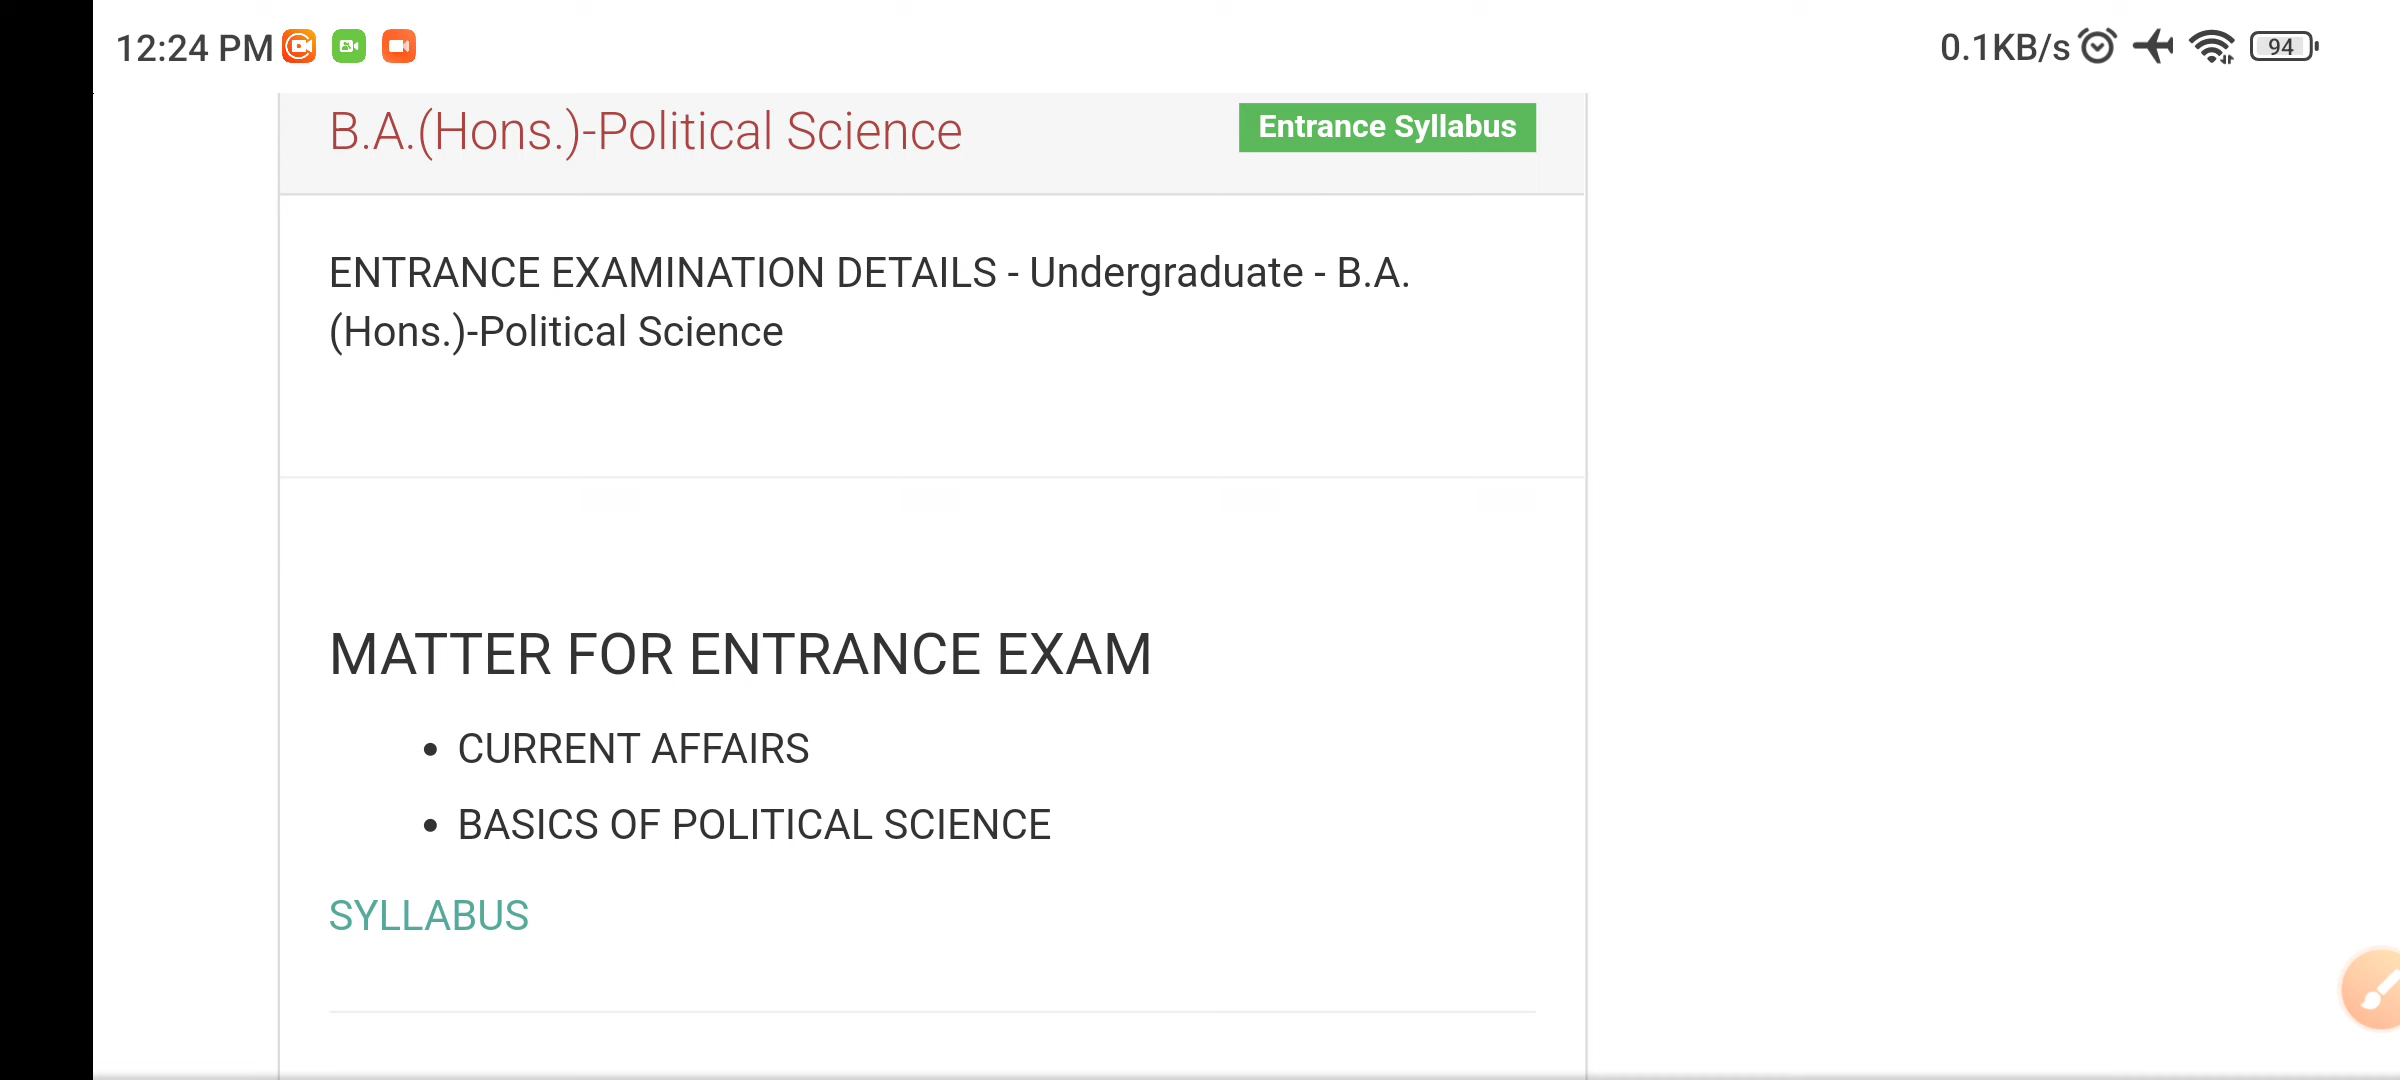 12:24 PM
0.1KB/s
94
B.A.(Hons.)-Political Science
Entrance Syllabus
ENTRANCE EXAMINATION DETAILS - Undergraduate - B.A.
(Hons.)-Political Science
MATTER FOR ENTRANCE EXAM
• CURRENT AFFAIRS
• BASICS OF POLITICAL SCIENCE
SYLLABUS